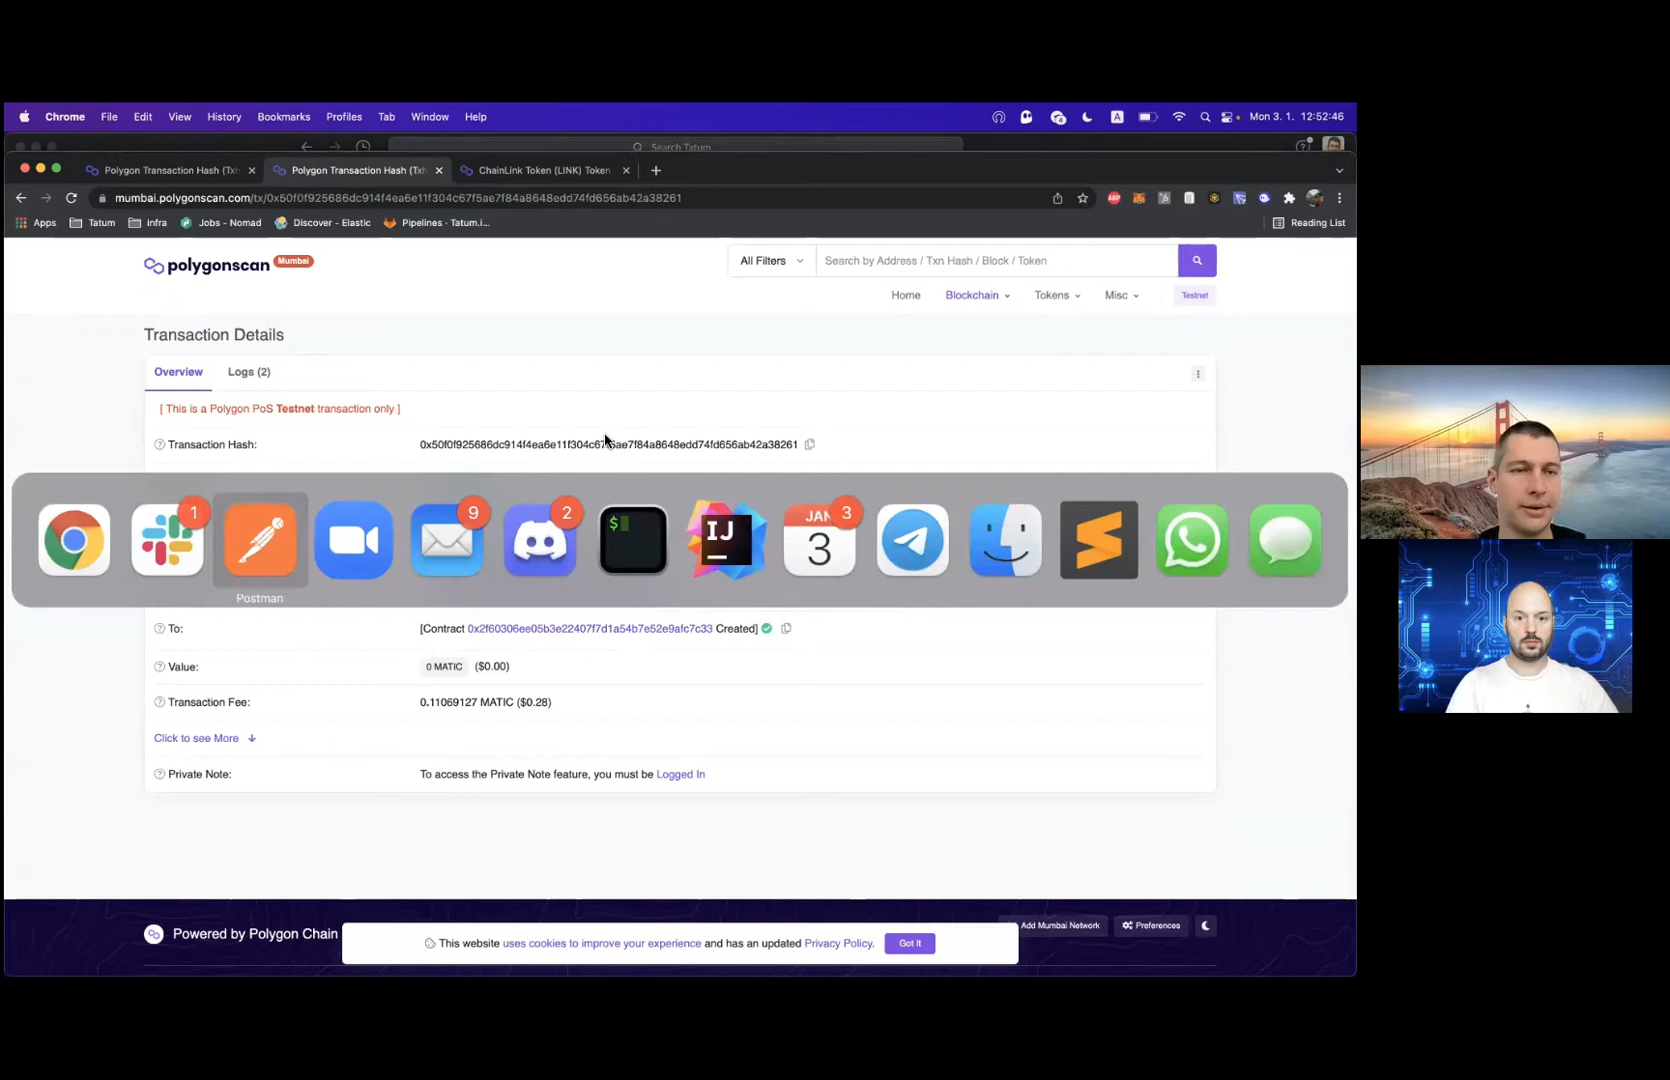 Chrome File Edit View History Bookmarks Profiles Tab Window Help A Mon 3. 1. 12:52:46
Search Tatum
Polygon Transaction Hash (Txh Polygon Transaction Hash (Txh ChainLink Token (LINK) Token
mumbai.polygonscan.com/tx/0x50f0f925686dc914f4ea6e11f304c67f5ae7f84a8648edd74fd656ab42a38261
Apps Tatum infra Jobs - Nomad Discover - Elastic Pipelines - Tatum.i... Reading List
polygonscan Mumbai
All Filters Search by Address / Txn Hash / Block / Token
Home Blockchain Tokens Misc Testnet
Transaction Details
Overview Logs (2)
[ This is a Polygon PoS Testnet transaction only ]
Transaction Hash: 0x50f0f925686dc914f4ea6e11f304c67f5ae7f84a8648edd74fd656ab42a38261
1 9 2 3
$ IJ JAN 3
Postman
To: [Contract 0x2f60306ee05b3e22407f7d1a54b7e52e9afc7c33 Created]
Value: 0 MATIC ($0.00)
Transaction Fee: 0.11069127 MATIC ($0.28)
Click to see More
Private Note: To access the Private Note feature, you must be Logged In
Powered by Polygon Chain
Add Mumbai Network Preferences
This website uses cookies to improve your experience and has an updated Privacy Policy. Got It